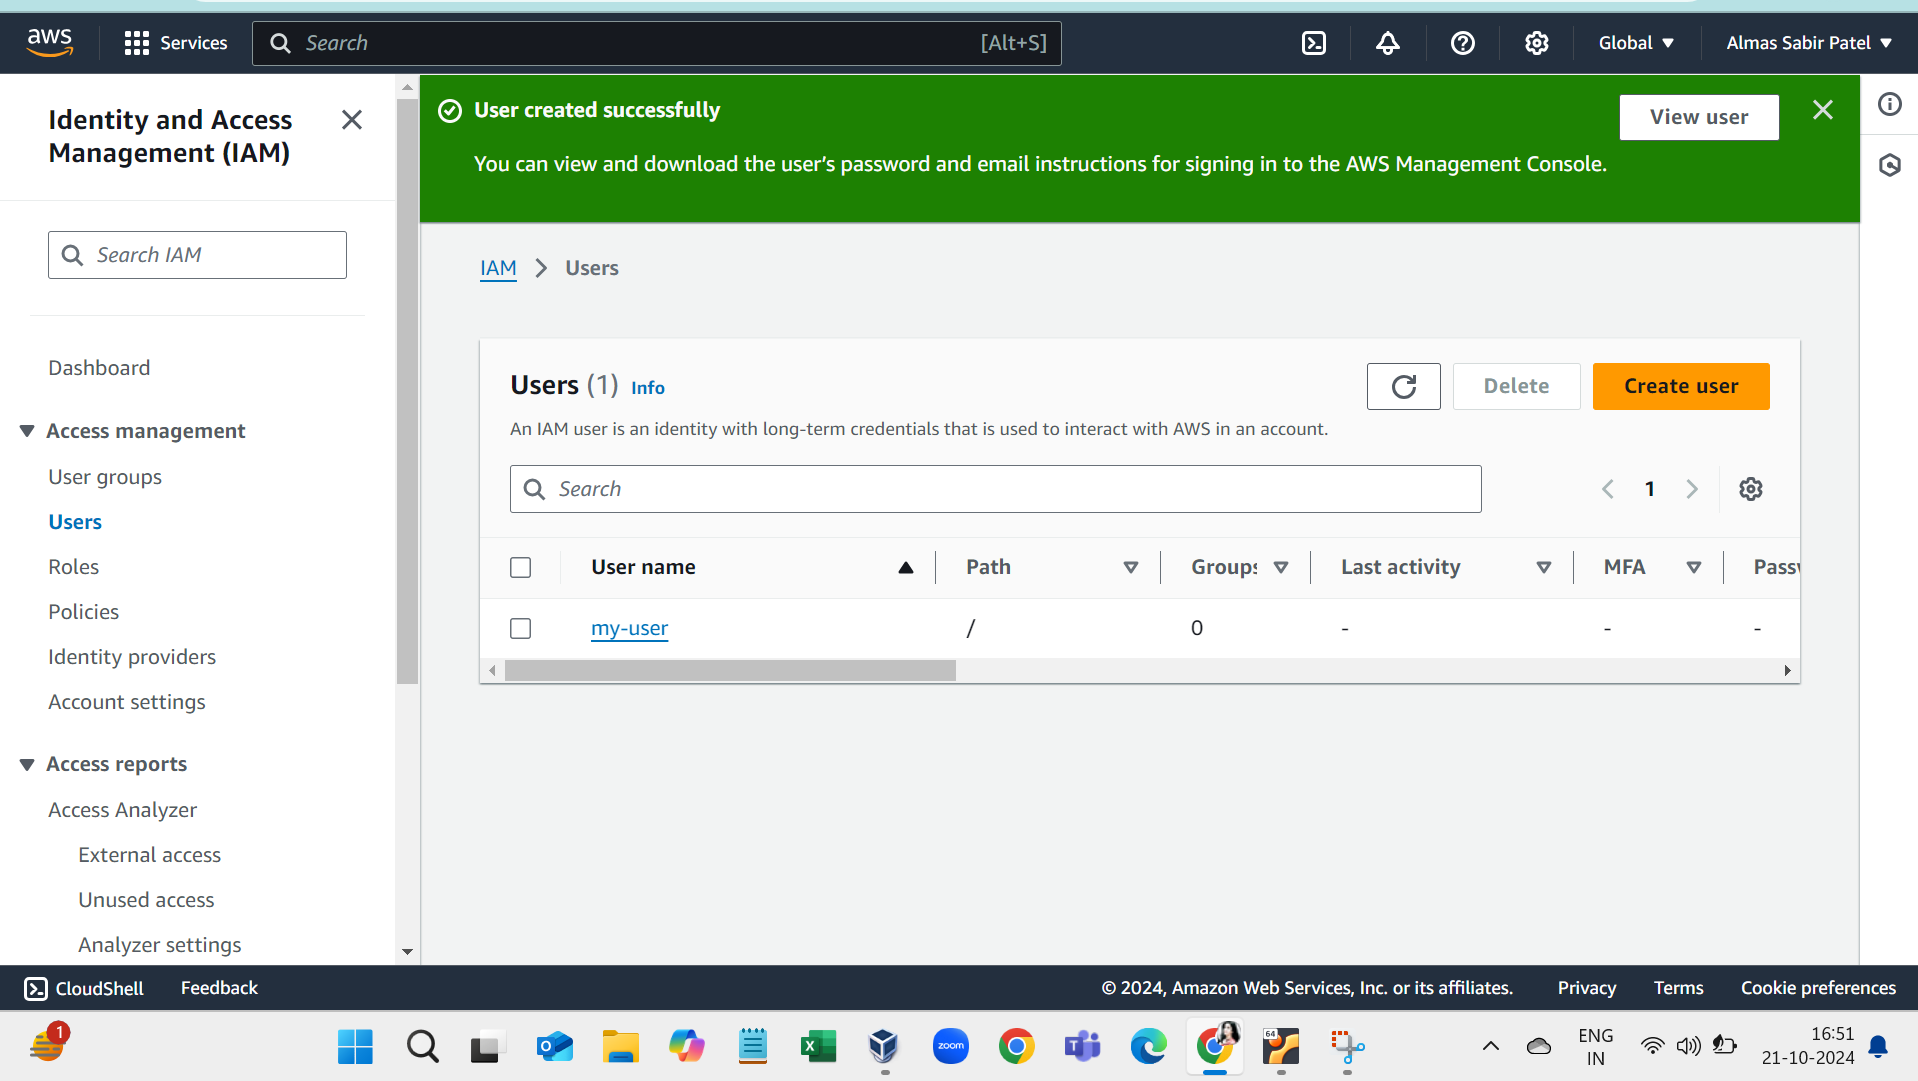 aws
Services
Search
[Alt+S]
Global
Almas Sabir Patel
Identity and Access
Management (IAM)
Search IAM
Dashboard
Access management
User groups
Users
Roles
Policies
Identity providers
Account settings
Access reports
Access Analyzer
External access
Unused access
Analyzer settings
User created successfully
View user
You can view and download the user’s password and email instructions for signing in to the AWS Management Console.
IAM > Users
Users (1) Info
Delete
Create user
An IAM user is an identity with long-term credentials that is used to interact with AWS in an account.
Search
1
User name Path Groups Last activity MFA Passw
my-user / 0 - - -
CloudShell Feedback
© 2024, Amazon Web Services, Inc. or its affiliates. Privacy Terms Cookie preferences
1
zoom
64
ENG
IN
16:51
21-10-2024